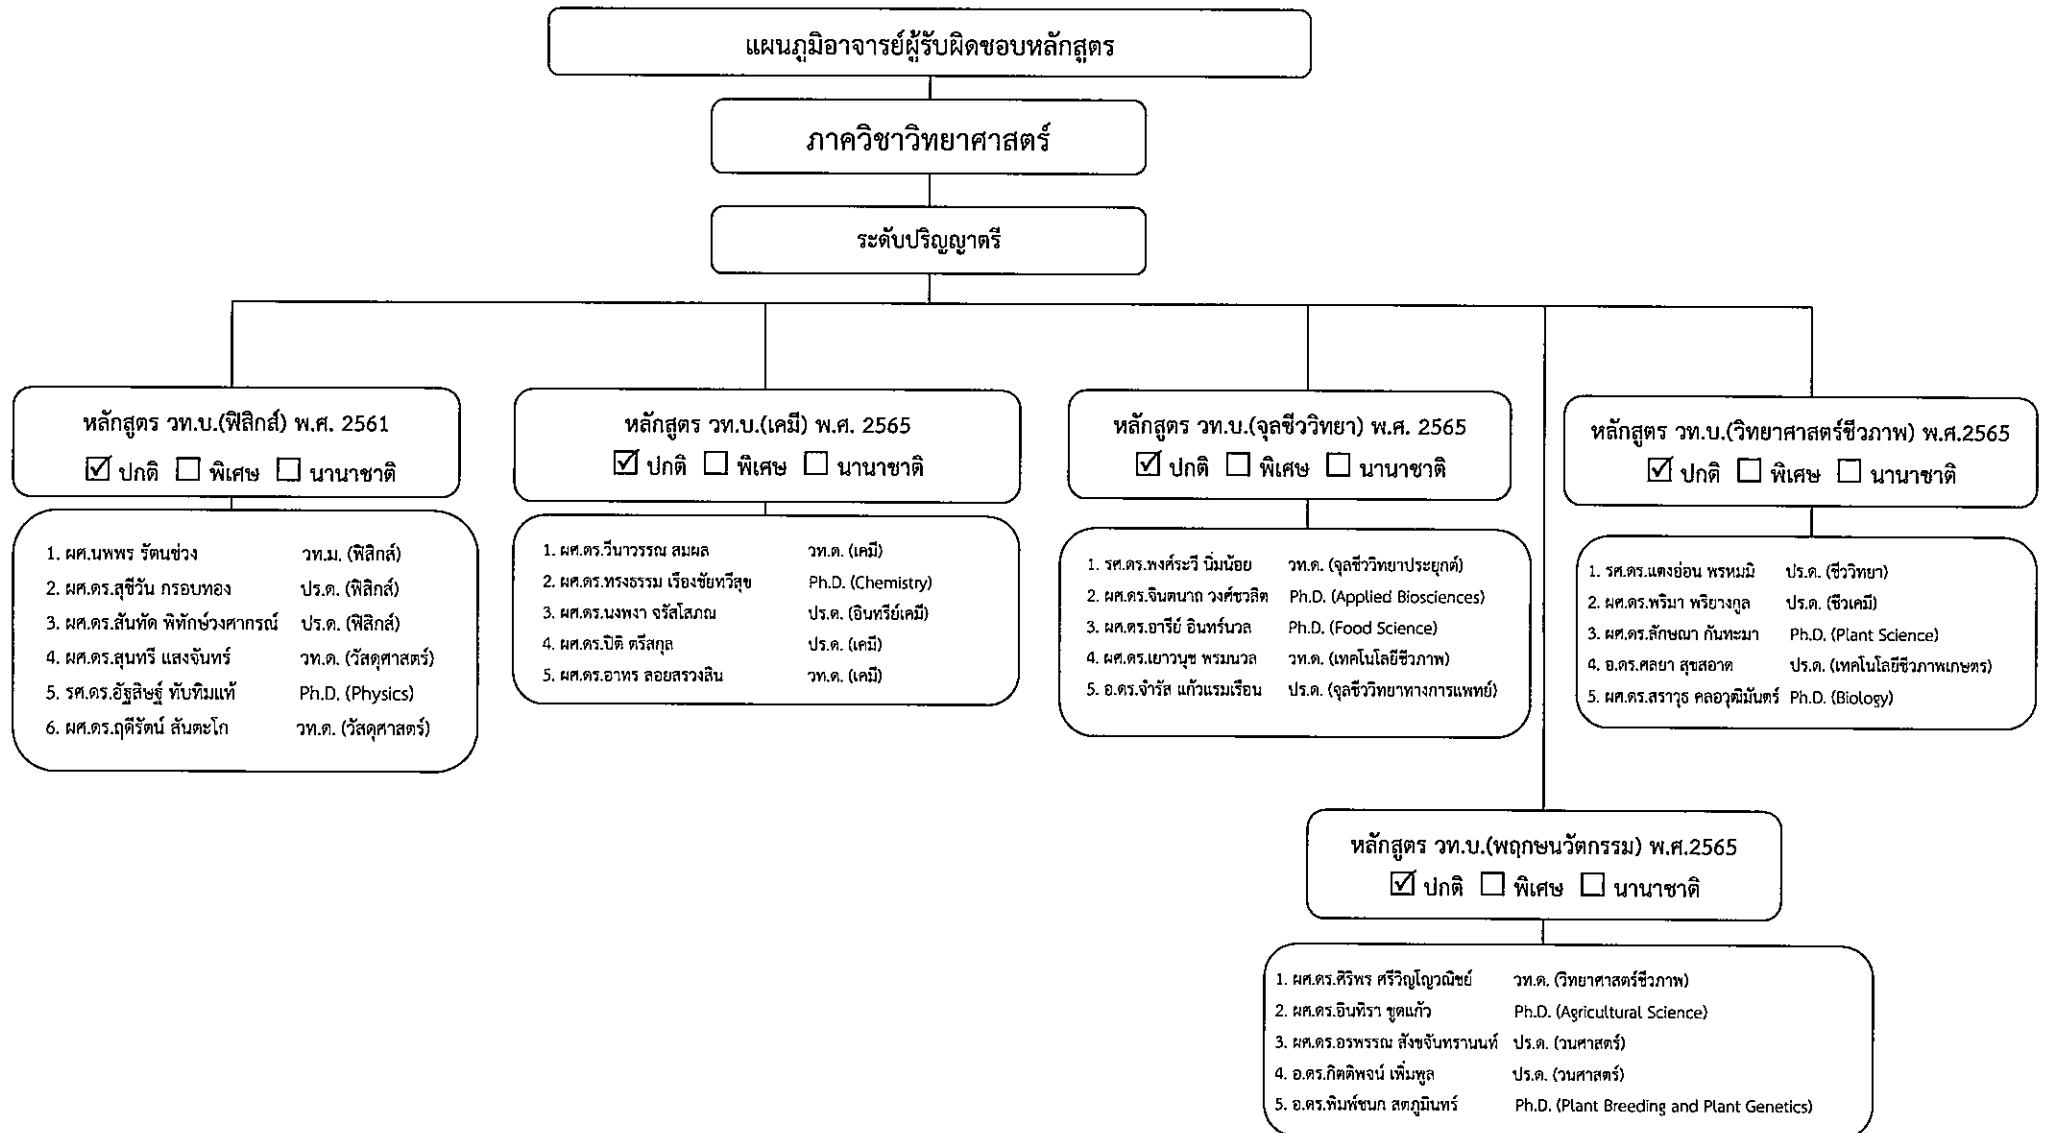 แผนภูมิอาจารย์ผู้รับผิดชอบหลักสูตร
ภาควิชาวิทยาศาสตร์
ระดับปริญญาตรี
หลักสูตร วท.บ.(ฟิสิกส์) พ.ศ. 2561
☑ ปกติ ☐ พิเศษ ☐ นานาชาติ
1. ผศ.นพพร รัตนช่วง วท.ม. (ฟิสิกส์)
2. ผศ.ดร.สุชีวัน กรอบทอง ปร.ด. (ฟิสิกส์)
3. ผศ.ดร.สันทัด พิทักษ์วงศาภรณ์ ปร.ด. (ฟิสิกส์)
4. ผศ.ดร.สุนทรี แสงจันทร์ วท.ด. (วัสดุศาสตร์)
5. รศ.ดร.อัฐสิษฐ์ ทับทิมแท้ Ph.D. (Physics)
6. ผศ.ดร.ฤดีรัตน์ สันตะโก วท.ด. (วัสดุศาสตร์)
หลักสูตร วท.บ.(เคมี) พ.ศ. 2565
☑ ปกติ ☐ พิเศษ ☐ นานาชาติ
1. ผศ.ดร.วีนาวรรณ สมผล วท.ด. (เคมี)
2. ผศ.ดร.ทรงธรรม เรืองชัยทวีสุข Ph.D. (Chemistry)
3. ผศ.ดร.นงพงา จรัสโสภณ ปร.ด. (อินทรีย์เคมี)
4. ผศ.ดร.ปิติ ตรีสกุล ปร.ด. (เคมี)
5. ผศ.ดร.อาทร ลอยสรวงสิน วท.ด. (เคมี)
หลักสูตร วท.บ.(จุลชีววิทยา) พ.ศ. 2565
☑ ปกติ ☐ พิเศษ ☐ นานาชาติ
1. รศ.ดร.พงศ์ระวี นิ่มน้อย วท.ด. (จุลชีววิทยาประยุกต์)
2. ผศ.ดร.จินตนาถ วงศ์ชวลิต Ph.D. (Applied Biosciences)
3. ผศ.ดร.อารีย์ อินทร์นวล Ph.D. (Food Science)
4. ผศ.ดร.เยาวนุช พรมนวล วท.ด. (เทคโนโลยีชีวภาพ)
5. อ.ดร.จำรัส แก้วแรมเรือน ปร.ด. (จุลชีววิทยาทางการแพทย์)
หลักสูตร วท.บ.(วิทยาศาสตร์ชีวภาพ) พ.ศ.2565
☑ ปกติ ☐ พิเศษ ☐ นานาชาติ
1. รศ.ดร.แตงอ่อน พรหมมิ ปร.ด. (ชีววิทยา)
2. ผศ.ดร.พริมา พริยางกูล ปร.ด. (ชีวเคมี)
3. ผศ.ดร.ลักษณา กันทะมา Ph.D. (Plant Science)
4. อ.ดร.ศลยา สุขสอาด ปร.ด. (เทคโนโลยีชีวภาพเกษตร)
5. ผศ.ดร.สราวุธ คลอวุฒิมันตร์ Ph.D. (Biology)
หลักสูตร วท.บ.(พฤกษนวัตกรรม) พ.ศ.2565
☑ ปกติ ☐ พิเศษ ☐ นานาชาติ
1. ผศ.ดร.ศิริพร ศรีวิญโญวณิชย์ วท.ด. (วิทยาศาสตร์ชีวภาพ)
2. ผศ.ดร.อินทิรา ขูดแก้ว Ph.D. (Agricultural Science)
3. ผศ.ดร.อรพรรณ สังขจันทรานนท์ ปร.ด. (วนศาสตร์)
4. อ.ดร.กิตติพจน์ เพิ่มพูล ปร.ด. (วนศาสตร์)
5. อ.ดร.พิมพ์ชนก สตภูมินทร์ Ph.D. (Plant Breeding and Plant Genetics)